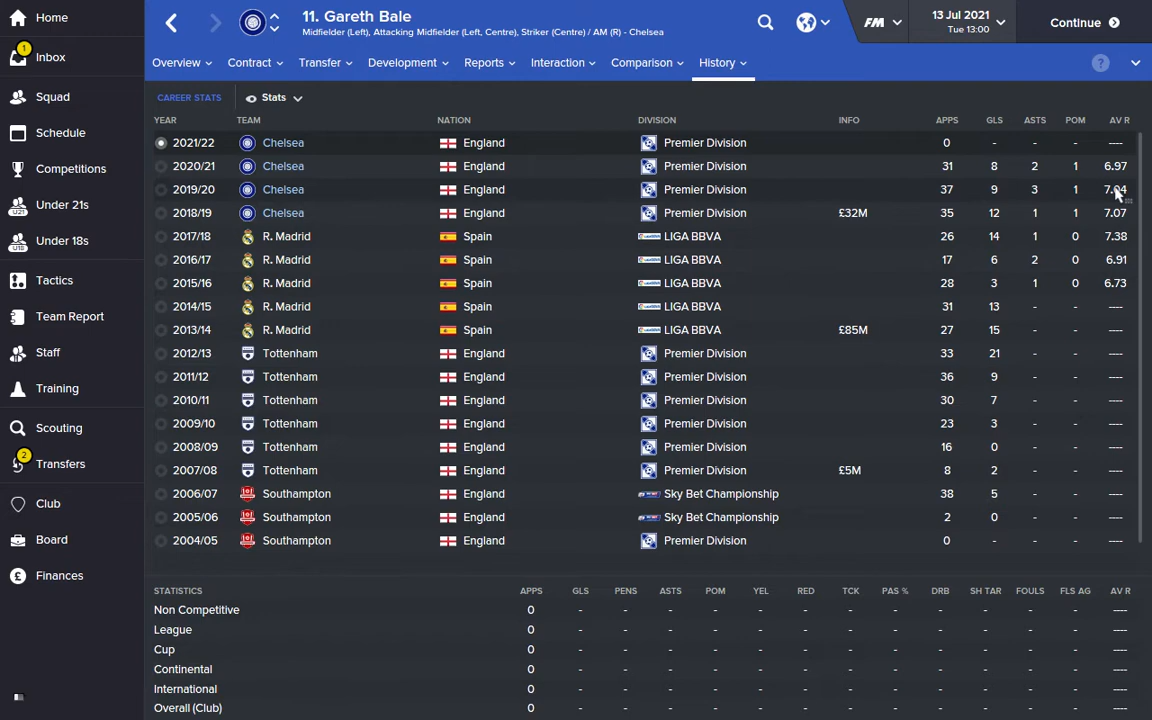 Home
11. Gareth Bale
Midfielder (Left), Attacking Midfielder (Left, Centre), Striker (Centre) / AM (R) - Chelsea
FM
13 Jul 2021
Tue 13:00
Continue
1
Inbox
Overview Contract Transfer Development Reports Interaction Comparison History ?
Squad
CAREER STATS Stats
YEAR TEAM NATION DIVISION INFO APPS GLS ASTS POM AV R
Schedule
2021/22 Chelsea England Premier Division 0 - - - ----
Competitions
2020/21 Chelsea England Premier Division 31 8 2 1 6.97
2019/20 Chelsea England Premier Division 37 9 3 1 7.04
U21 Under 21s
2018/19 Chelsea England Premier Division £32M 35 12 1 1 7.07
U18 Under 18s
2017/18 R. Madrid Spain LIGA BBVA 26 14 1 0 7.38
2016/17 R. Madrid Spain LIGA BBVA 17 6 2 0 6.91
Tactics
2015/16 R. Madrid Spain LIGA BBVA 28 3 1 0 6.73
2014/15 R. Madrid Spain LIGA BBVA 31 13 - - ----
Team Report
2013/14 R. Madrid Spain LIGA BBVA £85M 27 15 - - ----
Staff
2012/13 Tottenham England Premier Division 33 21 - - ----
2011/12 Tottenham England Premier Division 36 9 - - ----
Training
2010/11 Tottenham England Premier Division 30 7 - - ----
2009/10 Tottenham England Premier Division 23 3 - - ----
Scouting
2008/09 Tottenham England Premier Division 16 0 - - ----
2
Transfers
2007/08 Tottenham England Premier Division £5M 8 2 - - ----
2006/07 Southampton England Sky Bet Championship 38 5 - - ----
Club
2005/06 Southampton England Sky Bet Championship 2 0 - - ----
Board
2004/05 Southampton England Premier Division 0 - - - ----
Finances
STATISTICS APPS GLS PENS ASTS POM YEL RED TCK PAS % DRB SH TAR FOULS FLS AG AV R
Non Competitive 0 - - - - - - - - - - - - ----
League 0 - - - - - - - - - - - - ----
Cup 0 - - - - - - - - - - - - ----
Continental 0 - - - - - - - - - - - - ----
International 0 - - - - - - - - - - - - ----
Overall (Club) 0 - - - - - - - - - - - - ----